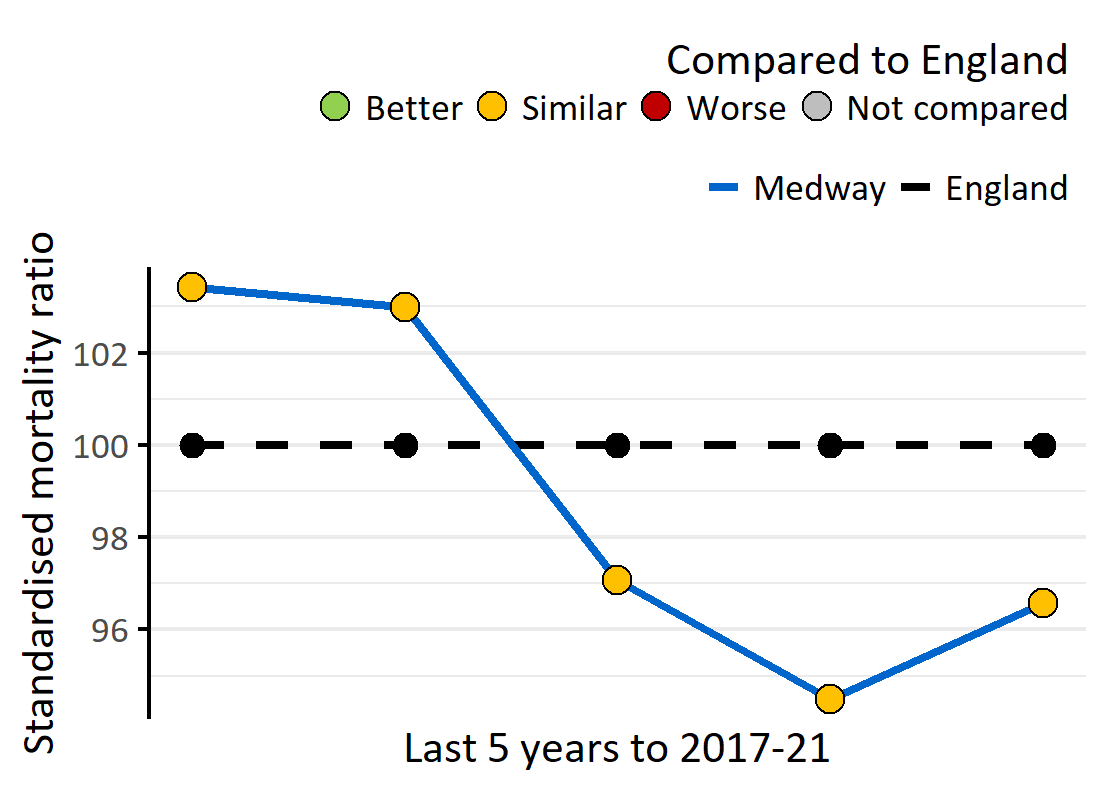 Compared to England
Better Similar Worse Not compared
Medway England
Standardised mortality ratio
102
100
98
96
Last 5 years to 2017-21